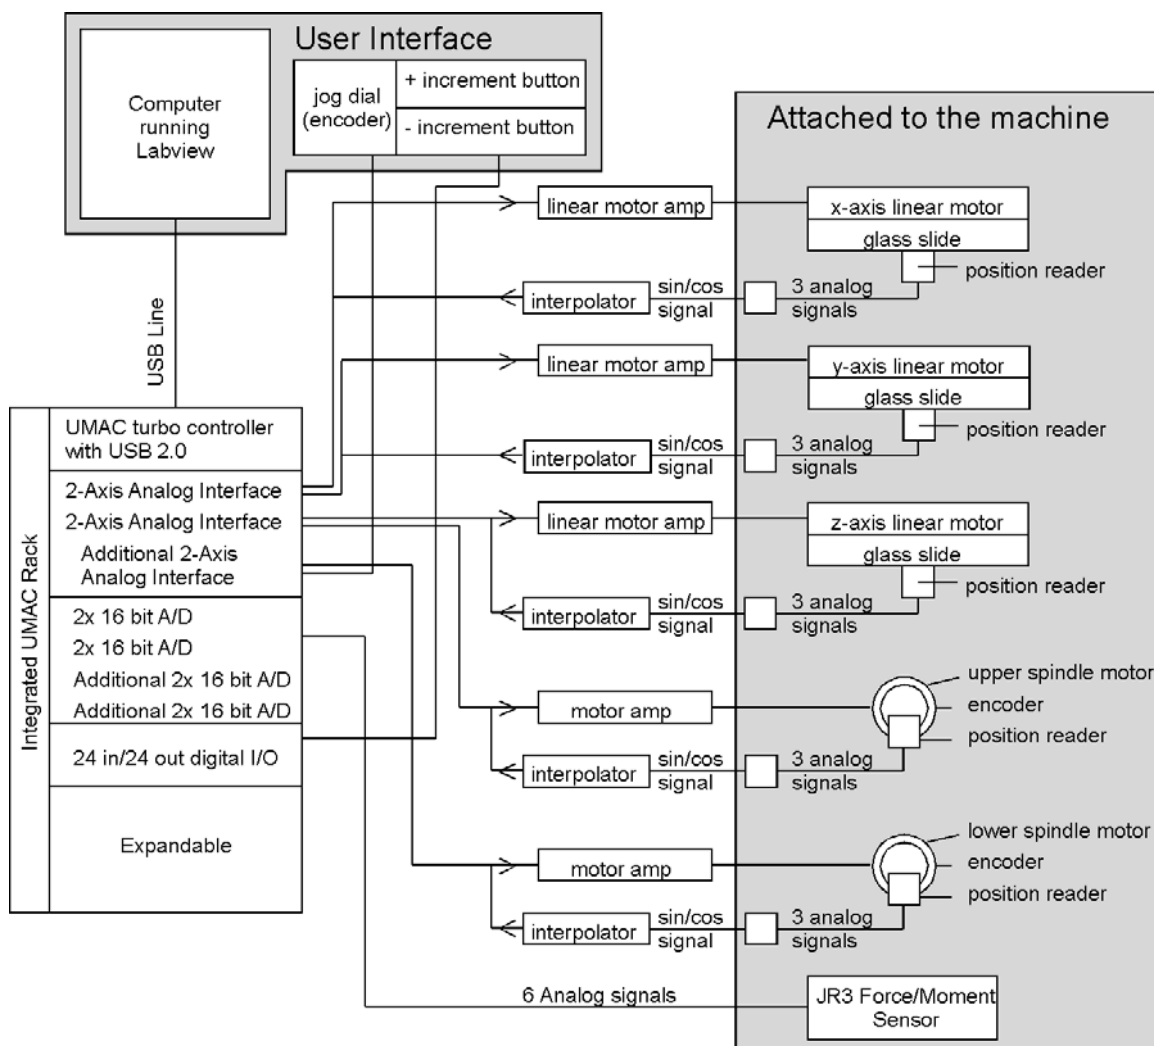 User Interface
Computer
running
Labview
jog dial
(encoder)
+ increment button
- increment button
Attached to the machine
linear motor amp
x-axis linear motor
glass slide
position reader
interpolator
sin/cos
signal
3 analog
signals
USB Line
linear motor amp
y-axis linear motor
glass slide
position reader
interpolator
sin/cos
signal
3 analog
signals
Integrated UMAC Rack
UMAC turbo controller
with USB 2.0
2-Axis Analog Interface
2-Axis Analog Interface
Additional 2-Axis
Analog Interface
2x 16 bit A/D
2x 16 bit A/D
Additional 2x 16 bit A/D
Additional 2x 16 bit A/D
24 in/24 out digital I/O
Expandable
linear motor amp
z-axis linear motor
glass slide
position reader
interpolator
sin/cos
signal
3 analog
signals
motor amp
upper spindle motor
encoder
position reader
interpolator
sin/cos
signal
3 analog
signals
motor amp
lower spindle motor
encoder
position reader
interpolator
sin/cos
signal
3 analog
signals
6 Analog signals
JR3 Force/Moment
Sensor